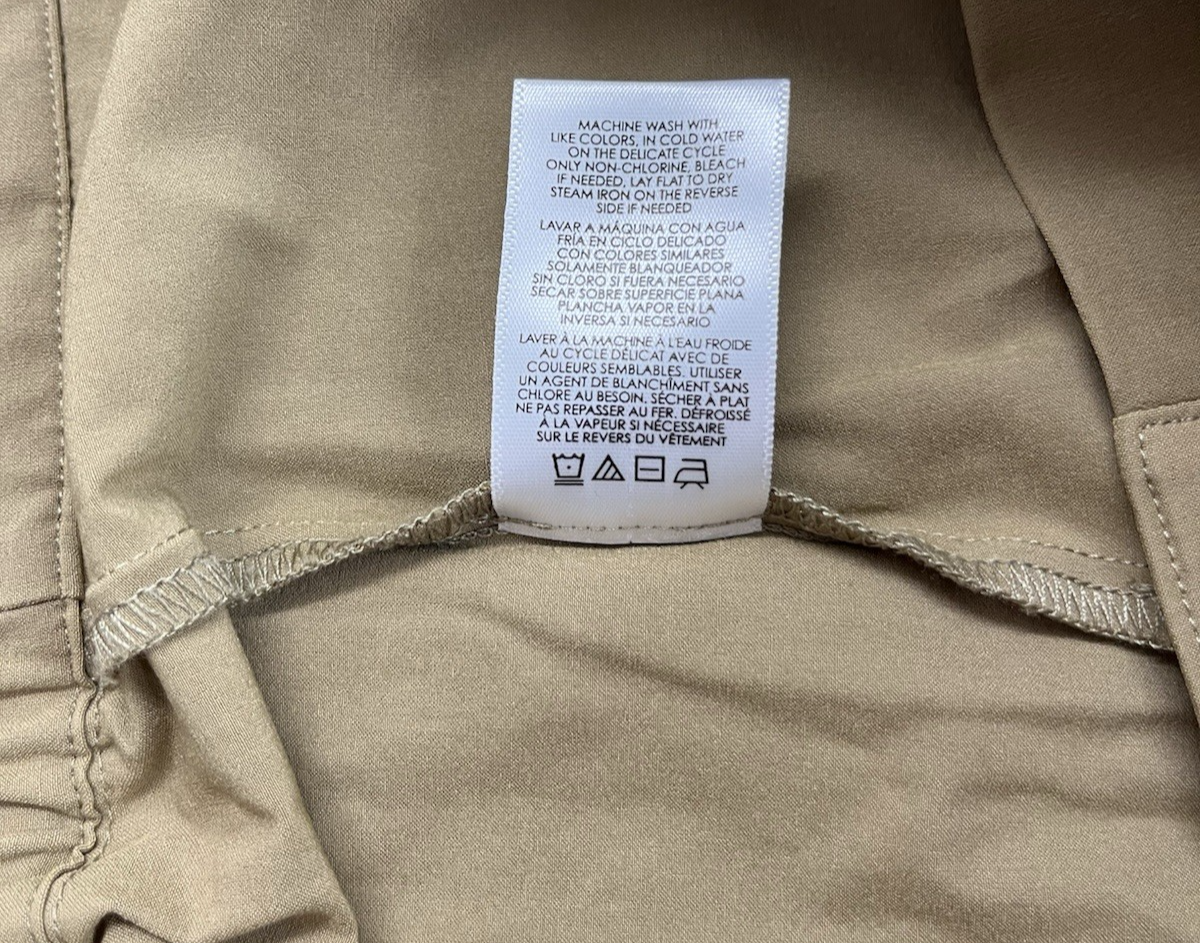 MACHINE WASH WITH
LIKE COLORS, IN COLD WATER
ON THE DELICATE CYCLE
ONLY NON-CHLORINE, BLEACH
IF NEEDED, LAY FLAT TO DRY
STEAM IRON ON THE REVERSE
SIDE IF NEEDED
LAVAR A MÁQUINA CON AGUA
FRÍA EN CICLO DELICADO
CON COLORES SIMILARES
SOLAMENTE BLANQUEADOR
SIN CLORO SI FUERA NECESARIO
SECAR SOBRE SUPERFICIE PLANA
PLANCHA VAPOR EN LA
INVERSA SI NECESARIO
LAVER À LA MACHINE À L'EAU FROIDE
AU CYCLE DÉLICAT AVEC DE
COULEURS SEMBLABLES. UTILISER
UN AGENT DE BLANCHÎMENT SANS
CHLORE AU BESOIN. SÉCHER À PLAT
NE PAS REPASSER AU FER. DÉFROISSÉ
À LA VAPEUR SI NÉCESSAIRE
SUR LE REVERS DU VÊTEMENT